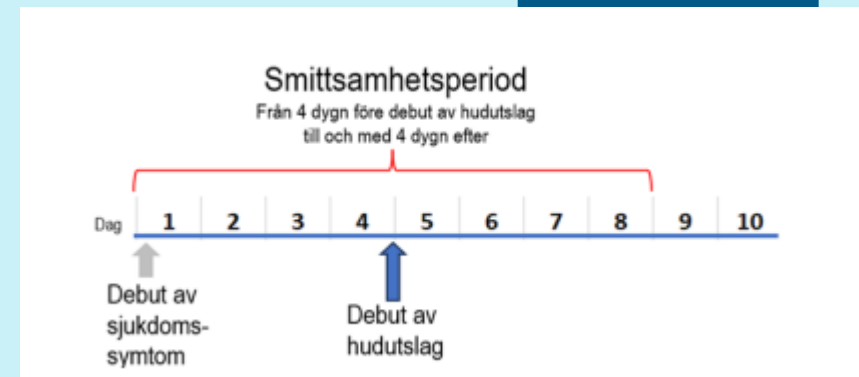 Smittsamhetsperiod
Från 4 dygn före debut av hudutslag
till och med 4 dygn efter
Dag 1 2 3 4 5 6 7 8 9 10
Debut av
sjukdoms-
symtom
Debut av
hudutslag